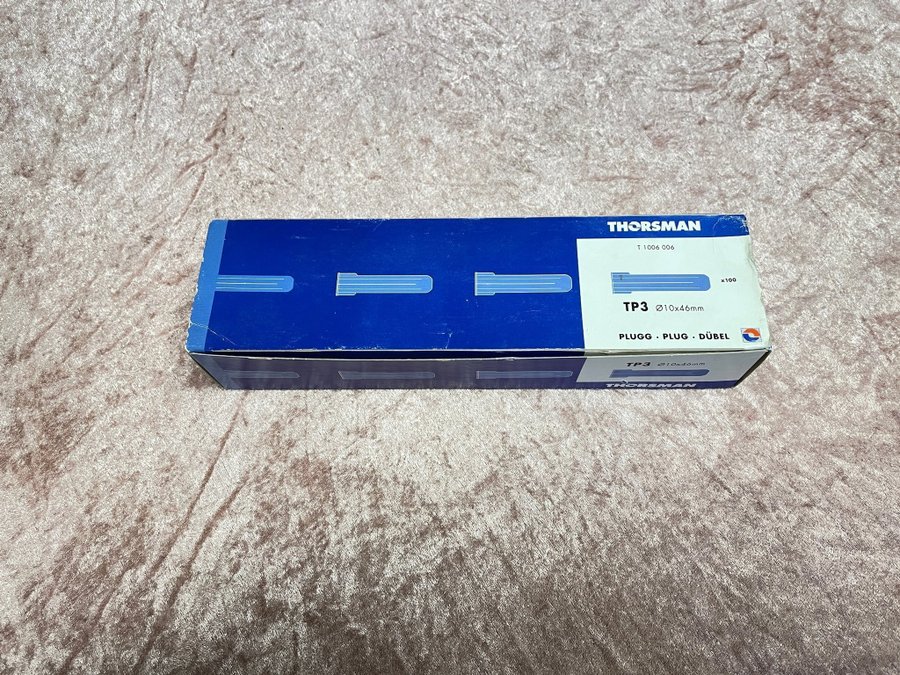 THORSMAN
T 1006 006
x100
TP3 Ø10x46mm
PLUGG · PLUG · DÜBEL
TP3 Ø10x46mm
THORSMAN